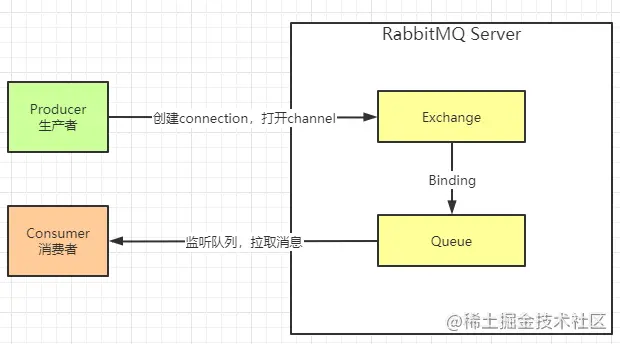 RabbitMQ Server
Producer
生产者
创建connection，打开channel
Exchange
Binding
Consumer
消费者
监听队列，拉取消息
Queue
@稀土掘金技术社区